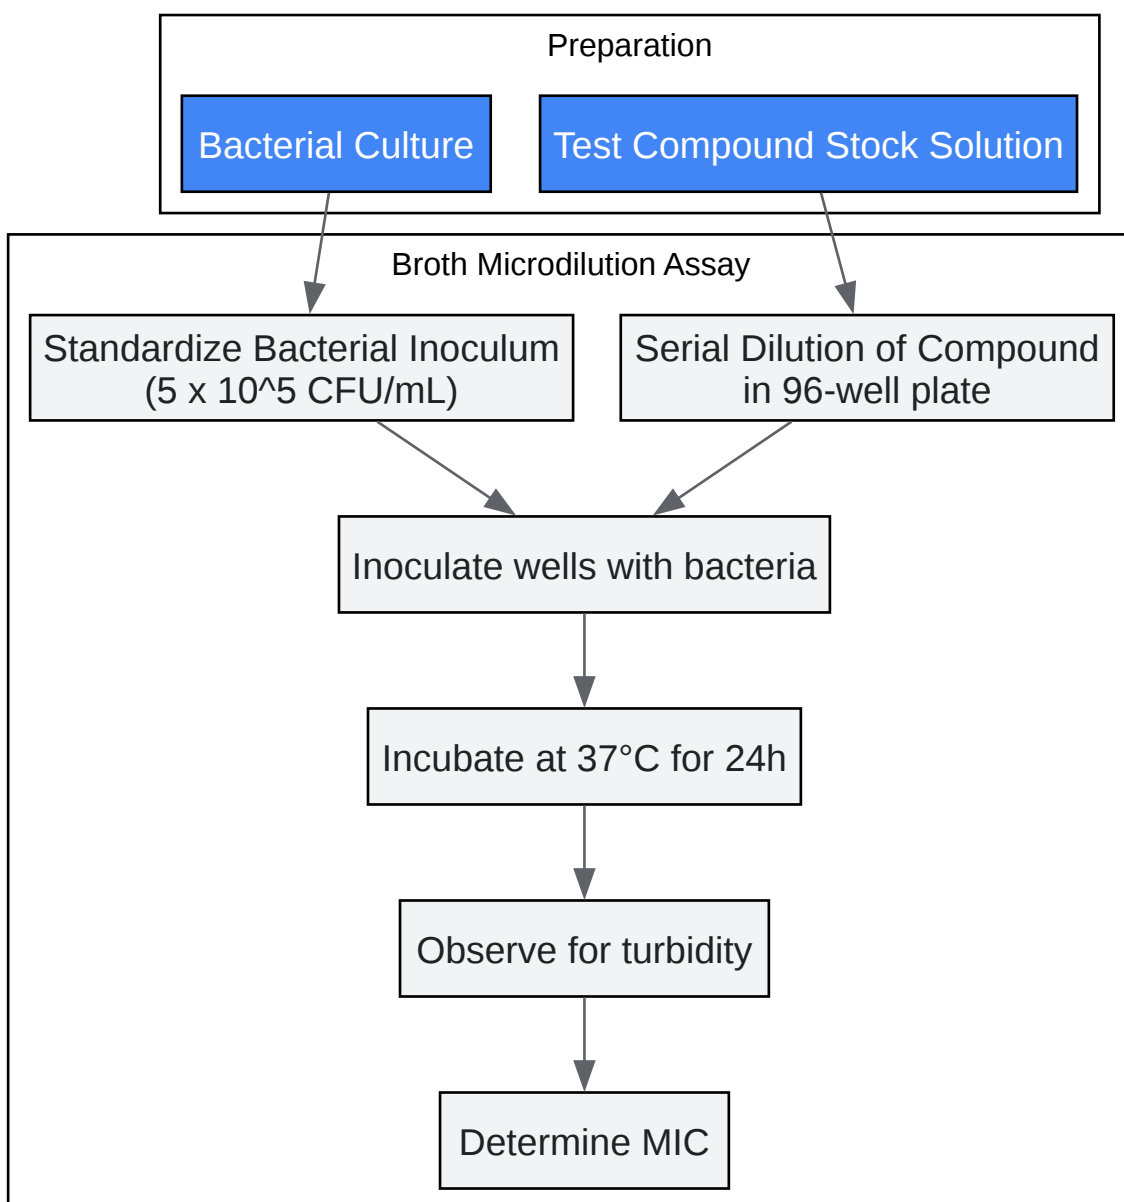 Preparation
Bacterial Culture
Test Compound Stock Solution
Broth Microdilution Assay
Standardize Bacterial Inoculum
(5 x 10^5 CFU/mL)
Serial Dilution of Compound
in 96-well plate
Inoculate wells with bacteria
Incubate at 37°C for 24h
Observe for turbidity
Determine MIC